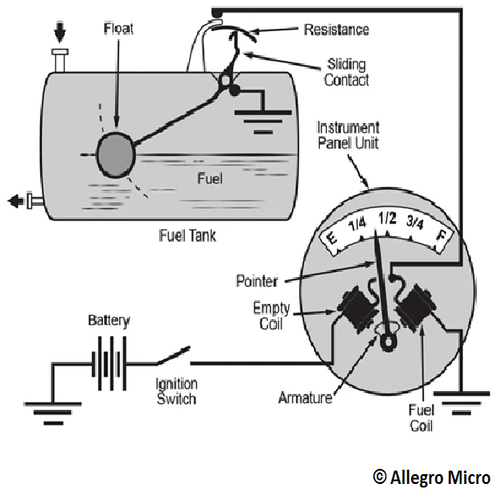 Float
Resistance
Sliding
Contact
Instrument
Panel Unit
Fuel
Fuel Tank
E 1/4 1/2 3/4 F
Pointer
Empty
Coil
Battery
Ignition
Switch
Armature
Fuel
Coil
© Allegro Micro